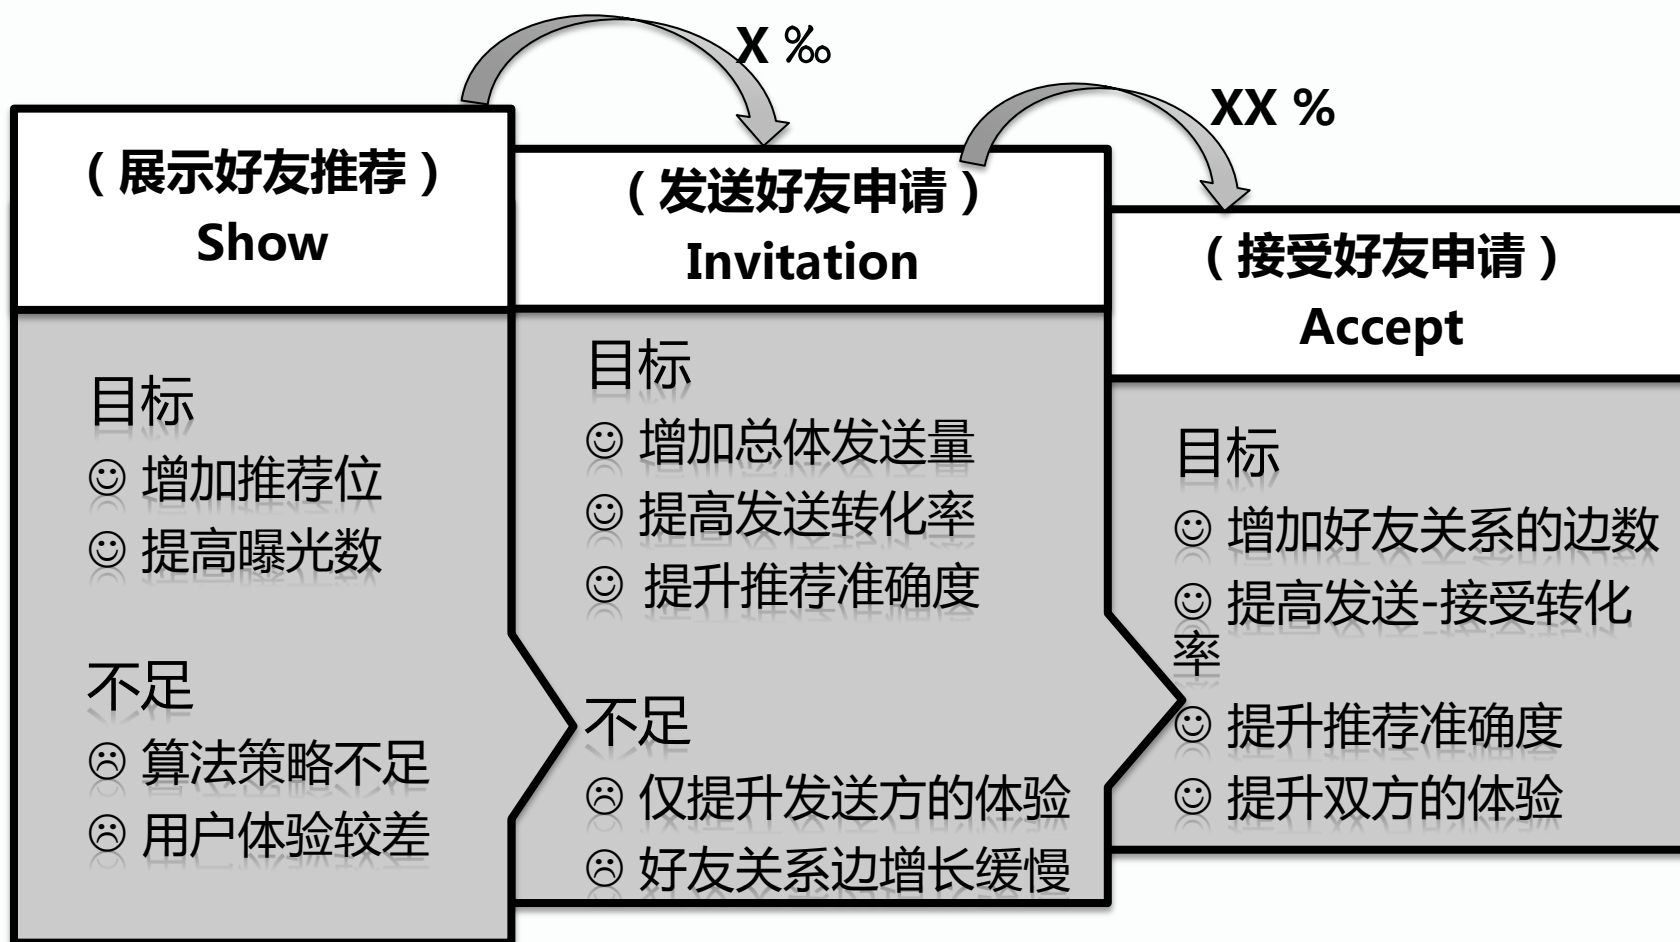 X ‰
XX %
（展示好友推荐）
Show
目标
☺ 增加推荐位
☺ 提高曝光数
不足
☹ 算法策略不足
☹ 用户体验较差
（发送好友申请）
Invitation
目标
☺ 增加总体发送量
☺ 提高发送转化率
☺ 提升推荐准确度
不足
☹ 仅提升发送方的体验
☹ 好友关系边增长缓慢
（接受好友申请）
Accept
目标
☺ 增加好友关系的边数
☺ 提高发送-接受转化
率
☺ 提升推荐准确度
☺ 提升双方的体验